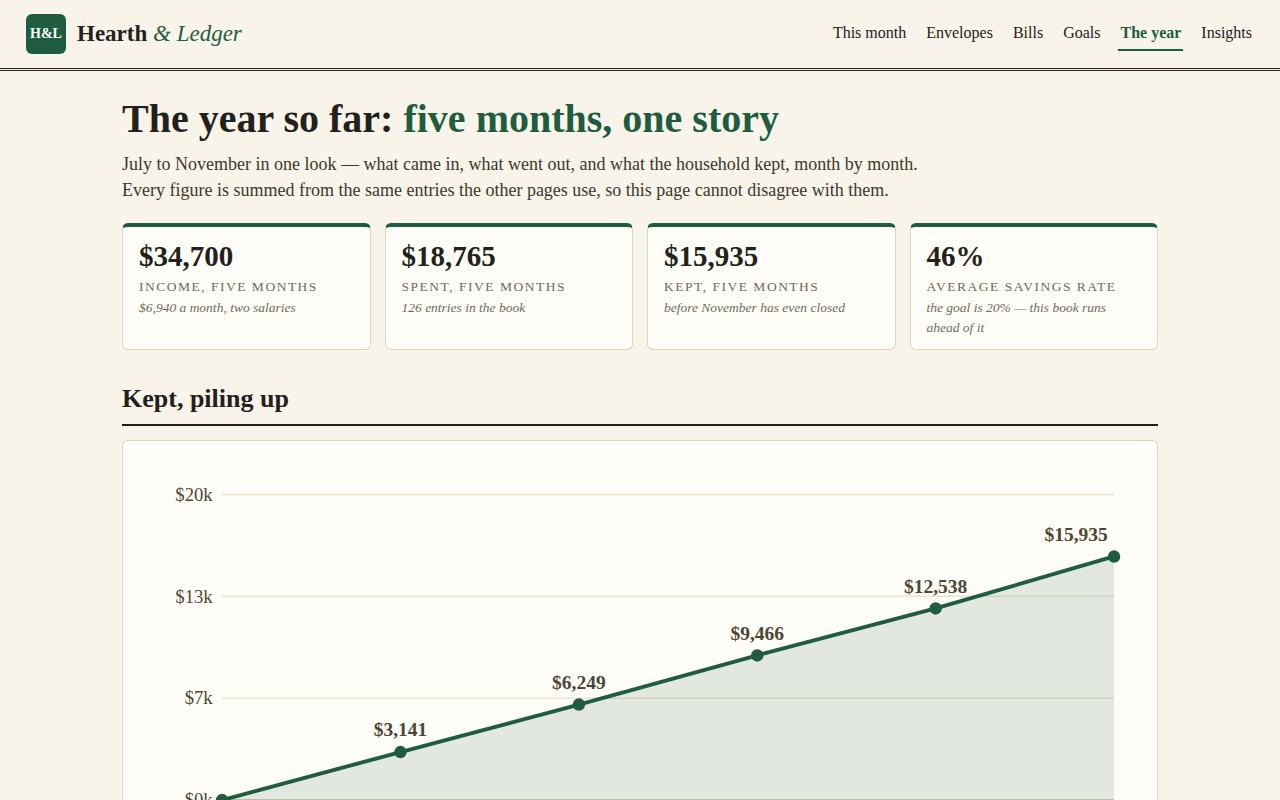 H&L
Hearth & Ledger
This month
Envelopes
Bills
Goals
The year
Insights
The year so far: five months, one story
July to November in one look — what came in, what went out, and what the household kept, month by month.
Every figure is summed from the same entries the other pages use, so this page cannot disagree with them.
$34,700
INCOME, FIVE MONTHS
$6,940 a month, two salaries
$18,765
SPENT, FIVE MONTHS
126 entries in the book
$15,935
KEPT, FIVE MONTHS
before November has even closed
46%
AVERAGE SAVINGS RATE
the goal is 20% — this book runs
ahead of it
Kept, piling up
$20k
$15,935
$13k
$12,538
$9,466
$7k
$6,249
$3,141
$0k